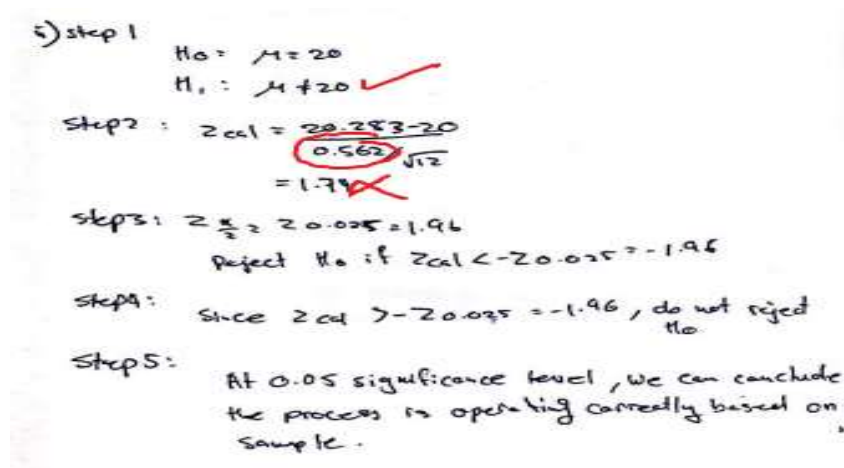 i) step 1
H0: μ = 20
H1: μ ≠ 20
Step2: Zcal = 20.283-20
0.562/√12
= 1.74
step3: Z α/2 = Z0.025 = 1.96
Reject H0 if Zcal < -Z0.025 = -1.96
step4:
Since Zcal > -Z0.025 = -1.96, do not reject
H0
Step5:
At 0.05 significance level, we can conclude
the process is operating correctly based on
sample.